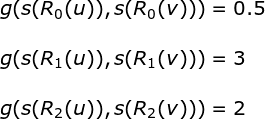 g(s(R₀(u)),s(R₀(v))) = 0.5
g(s(R₁(u)),s(R₁(v))) = 3
g(s(R₂(u)),s(R₂(v))) = 2